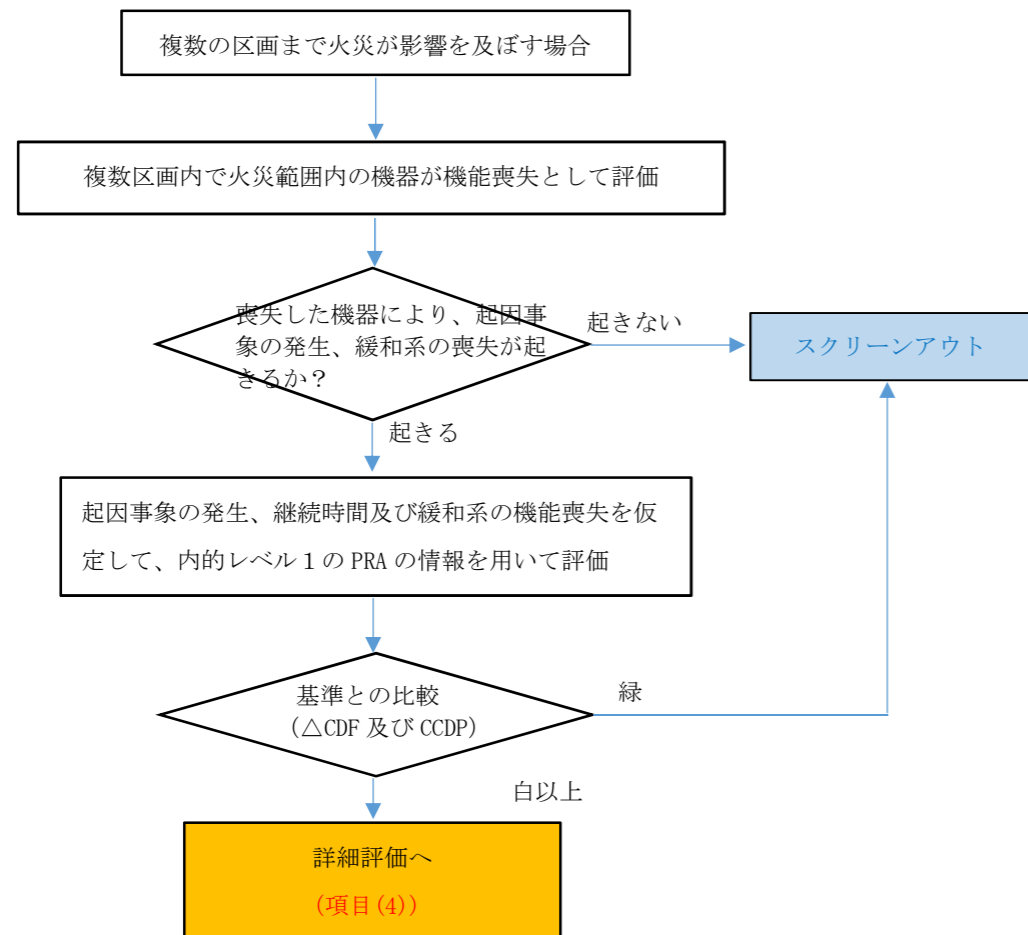 複数の区画まで火災が影響を及ぼす場合
複数区画内で火災範囲内の機器が機能喪失として評価
喪失した機器により、起因事
象の発生、緩和系の喪失が起
きるか？
起きない
スクリーンアウト
起きる
起因事象の発生、継続時間及び緩和系の機能喪失を仮
定して、内的レベル１の PRA の情報を用いて評価
基準との比較
（△CDF 及び CCDP）
緑
白以上
詳細評価へ
（項目(4)）